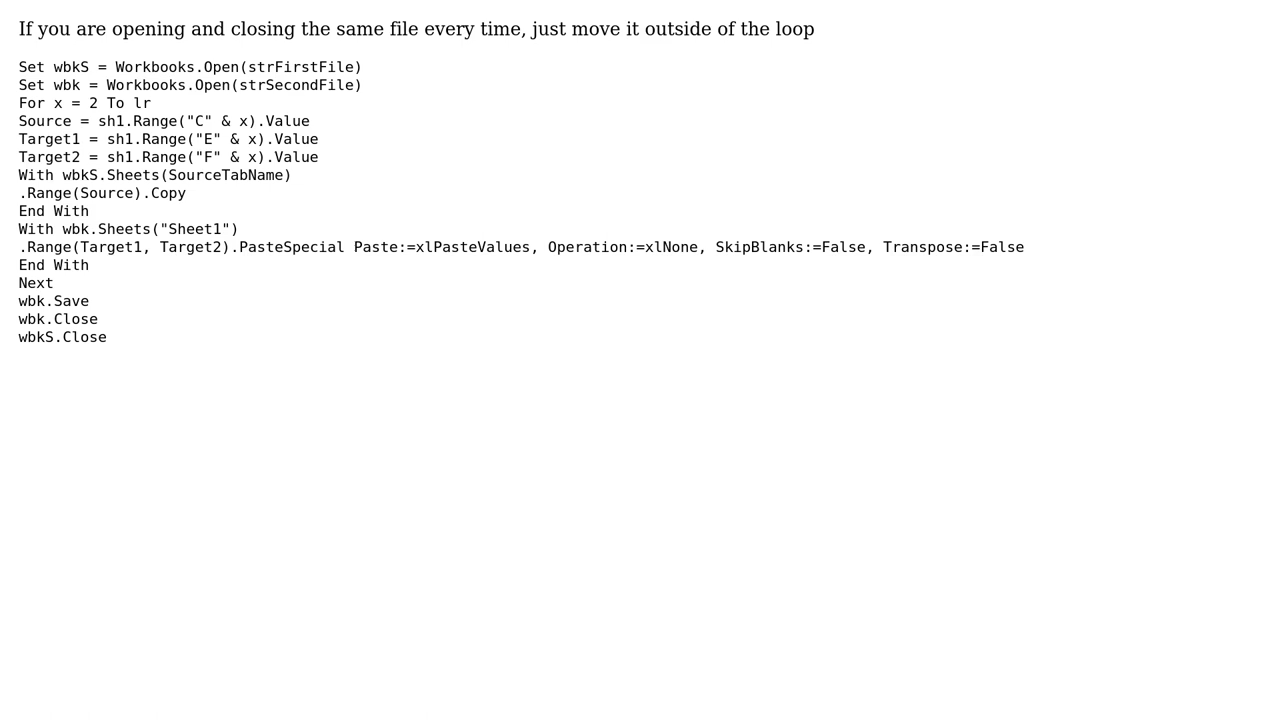 If you are opening and closing the same file every time, just move it outside of the loop
Set wbkS = Workbooks.Open(strFirstFile)
Set wbk = Workbooks.Open(strSecondFile)
For x = 2 To lr
Source = sh1.Range("C" & x).Value
Target1 = sh1.Range("E" & x).Value
Target2 = sh1.Range("F" & x).Value
With wbkS.Sheets(SourceTabName)
.Range(Source).Copy
End With
With wbk.Sheets("Sheet1")
.Range(Target1, Target2).PasteSpecial Paste:=xlPasteValues, Operation:=xlNone, SkipBlanks:=False, Transpose:=False
End With
Next
wbk.Save
wbk.Close
wbkS.Close